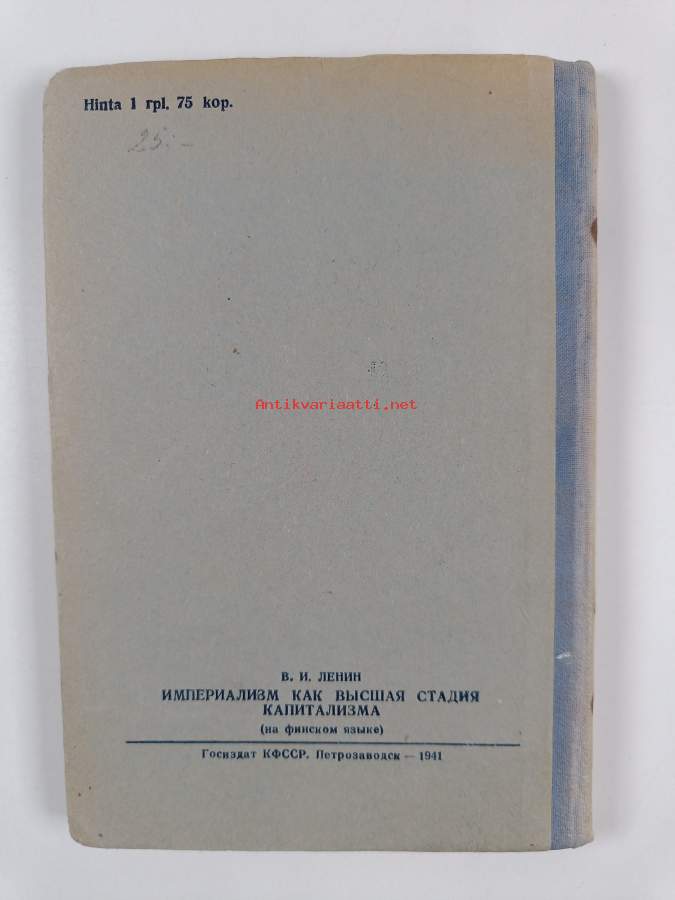 Hinta 1 rpl. 75 kop.
25:-
Antikvariaatti.net
В. И. ЛЕНИН
ИМПЕРИАЛИЗМ КАК ВЫСШАЯ СТАДИЯ
КАПИТАЛИЗМА
(на финском языке)
Госиздат КФССР. Петрозаводск — 1941